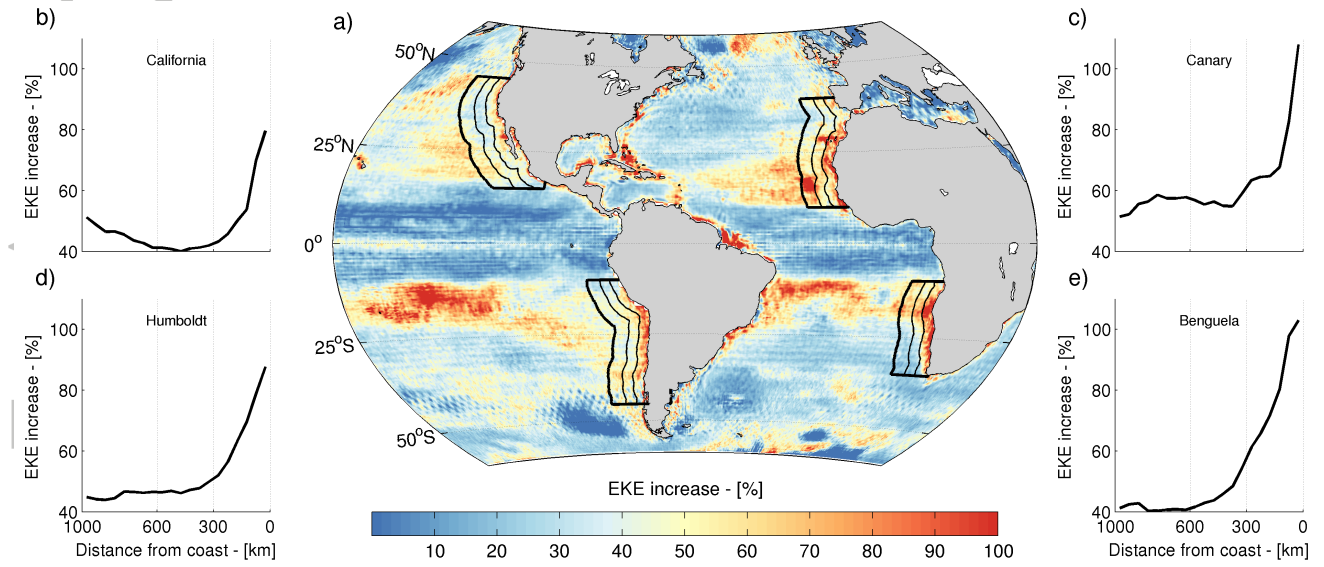 b)
California
EKE increase - [%]
100
80
60
40
a)
50°N
25°N
0°
25°S
50°S
c)
Canary
EKE increase - [%]
100
80
60
40
d)
Humboldt
EKE increase - [%]
100
80
60
40
1000 600 300 0
Distance from coast - [km]
EKE increase - [%]
10 20 30 40 50 60 70 80 90 100
e)
Benguela
EKE increase - [%]
100
80
60
40
1000 600 300 0
Distance from coast - [km]